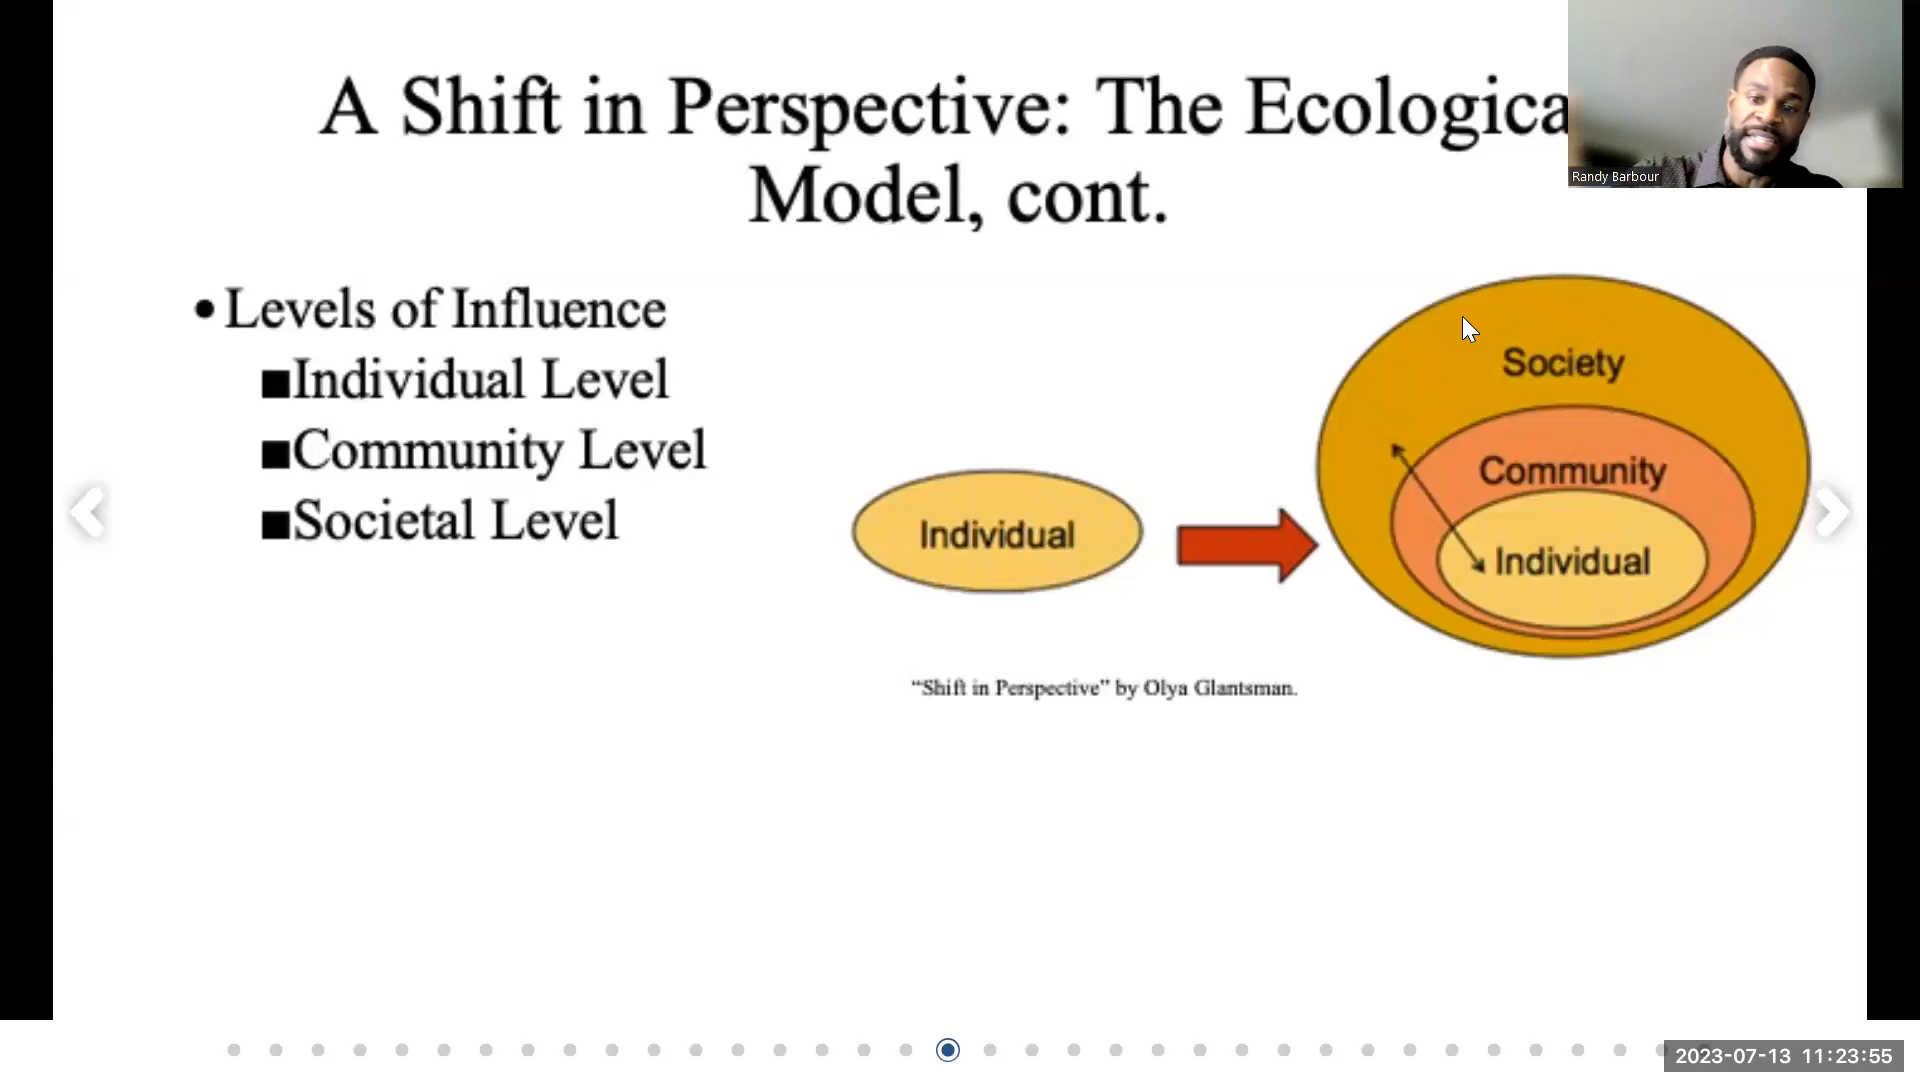 A Shift in Perspective: The Ecologica
Model, cont.
Randy Barbour
• Levels of Influence
■Individual Level
■Community Level
■Societal Level
Individual
Society
Community
Individual
“Shift in Perspective” by Olya Glantsman.
2023-07-13 11:23:55